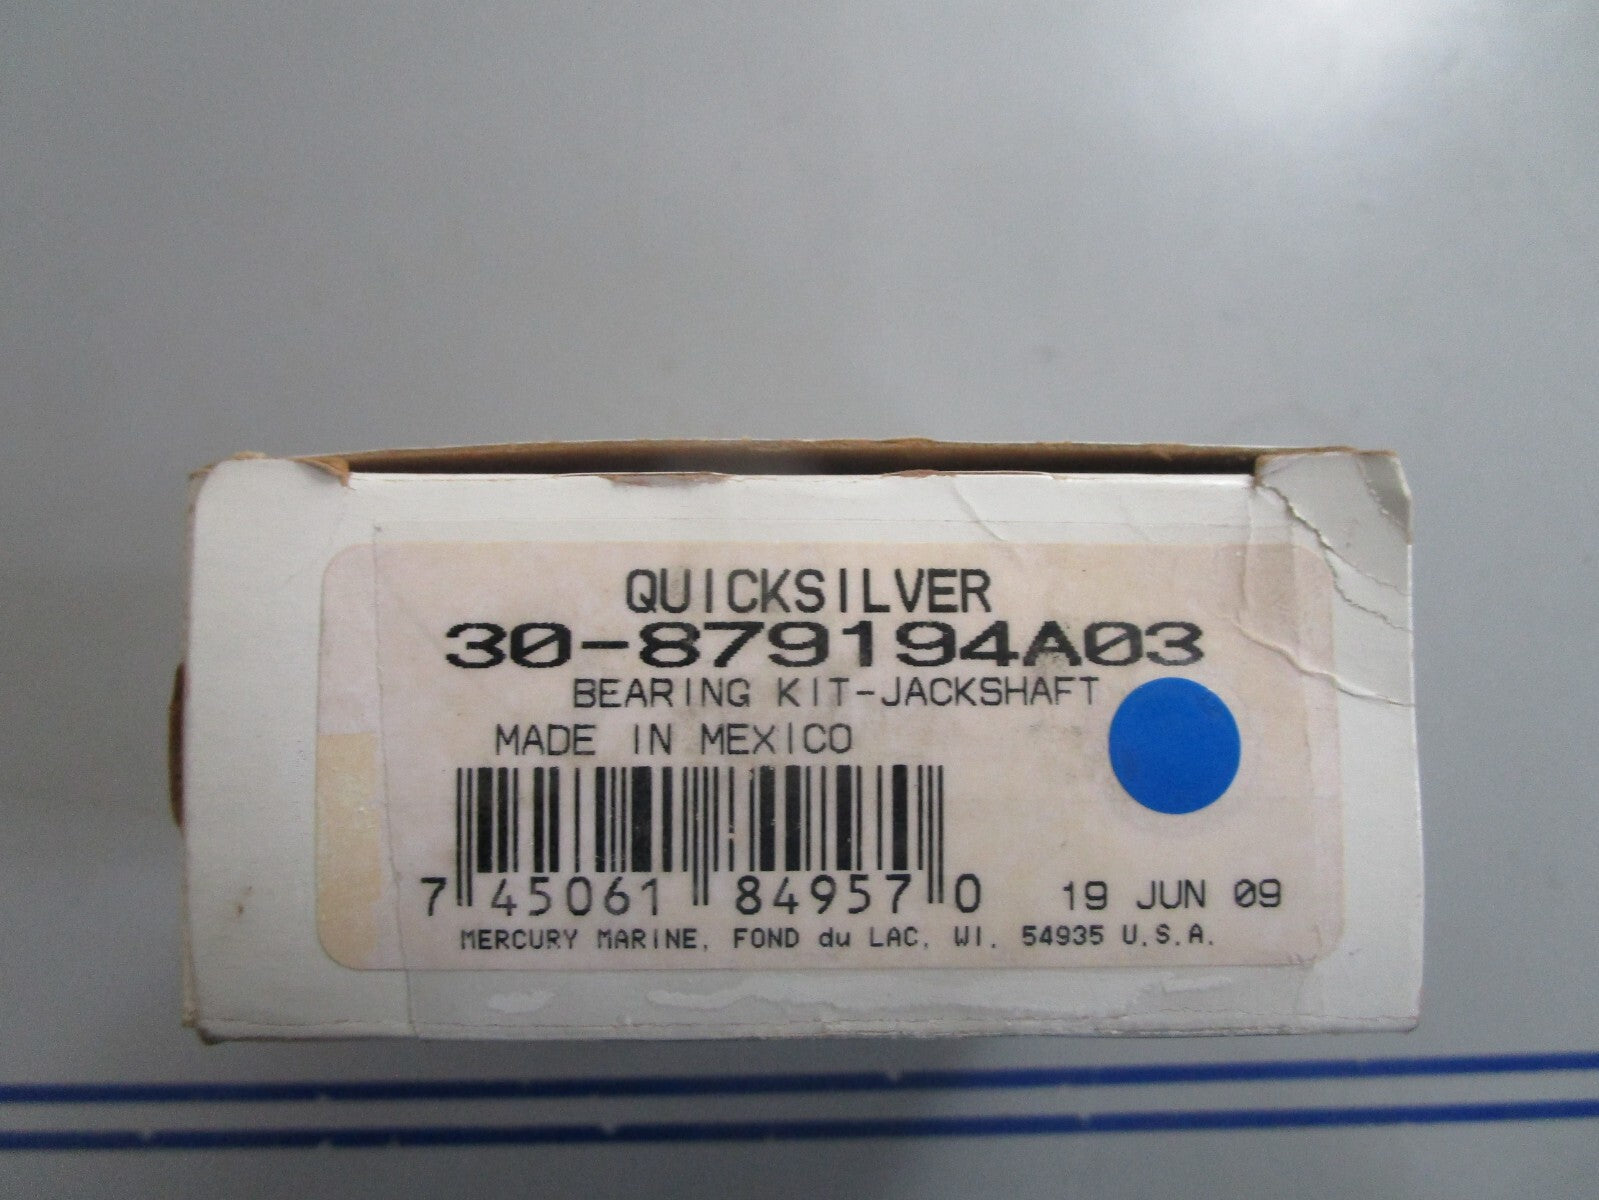 QUICKSILVER
30-879194A03
BEARING KIT-JACKSHAFT
MADE IN MEXICO
7 45061 84957 0
19 JUN 09
MERCURY MARINE, FOND du LAC, WI. 54935 U.S.A.